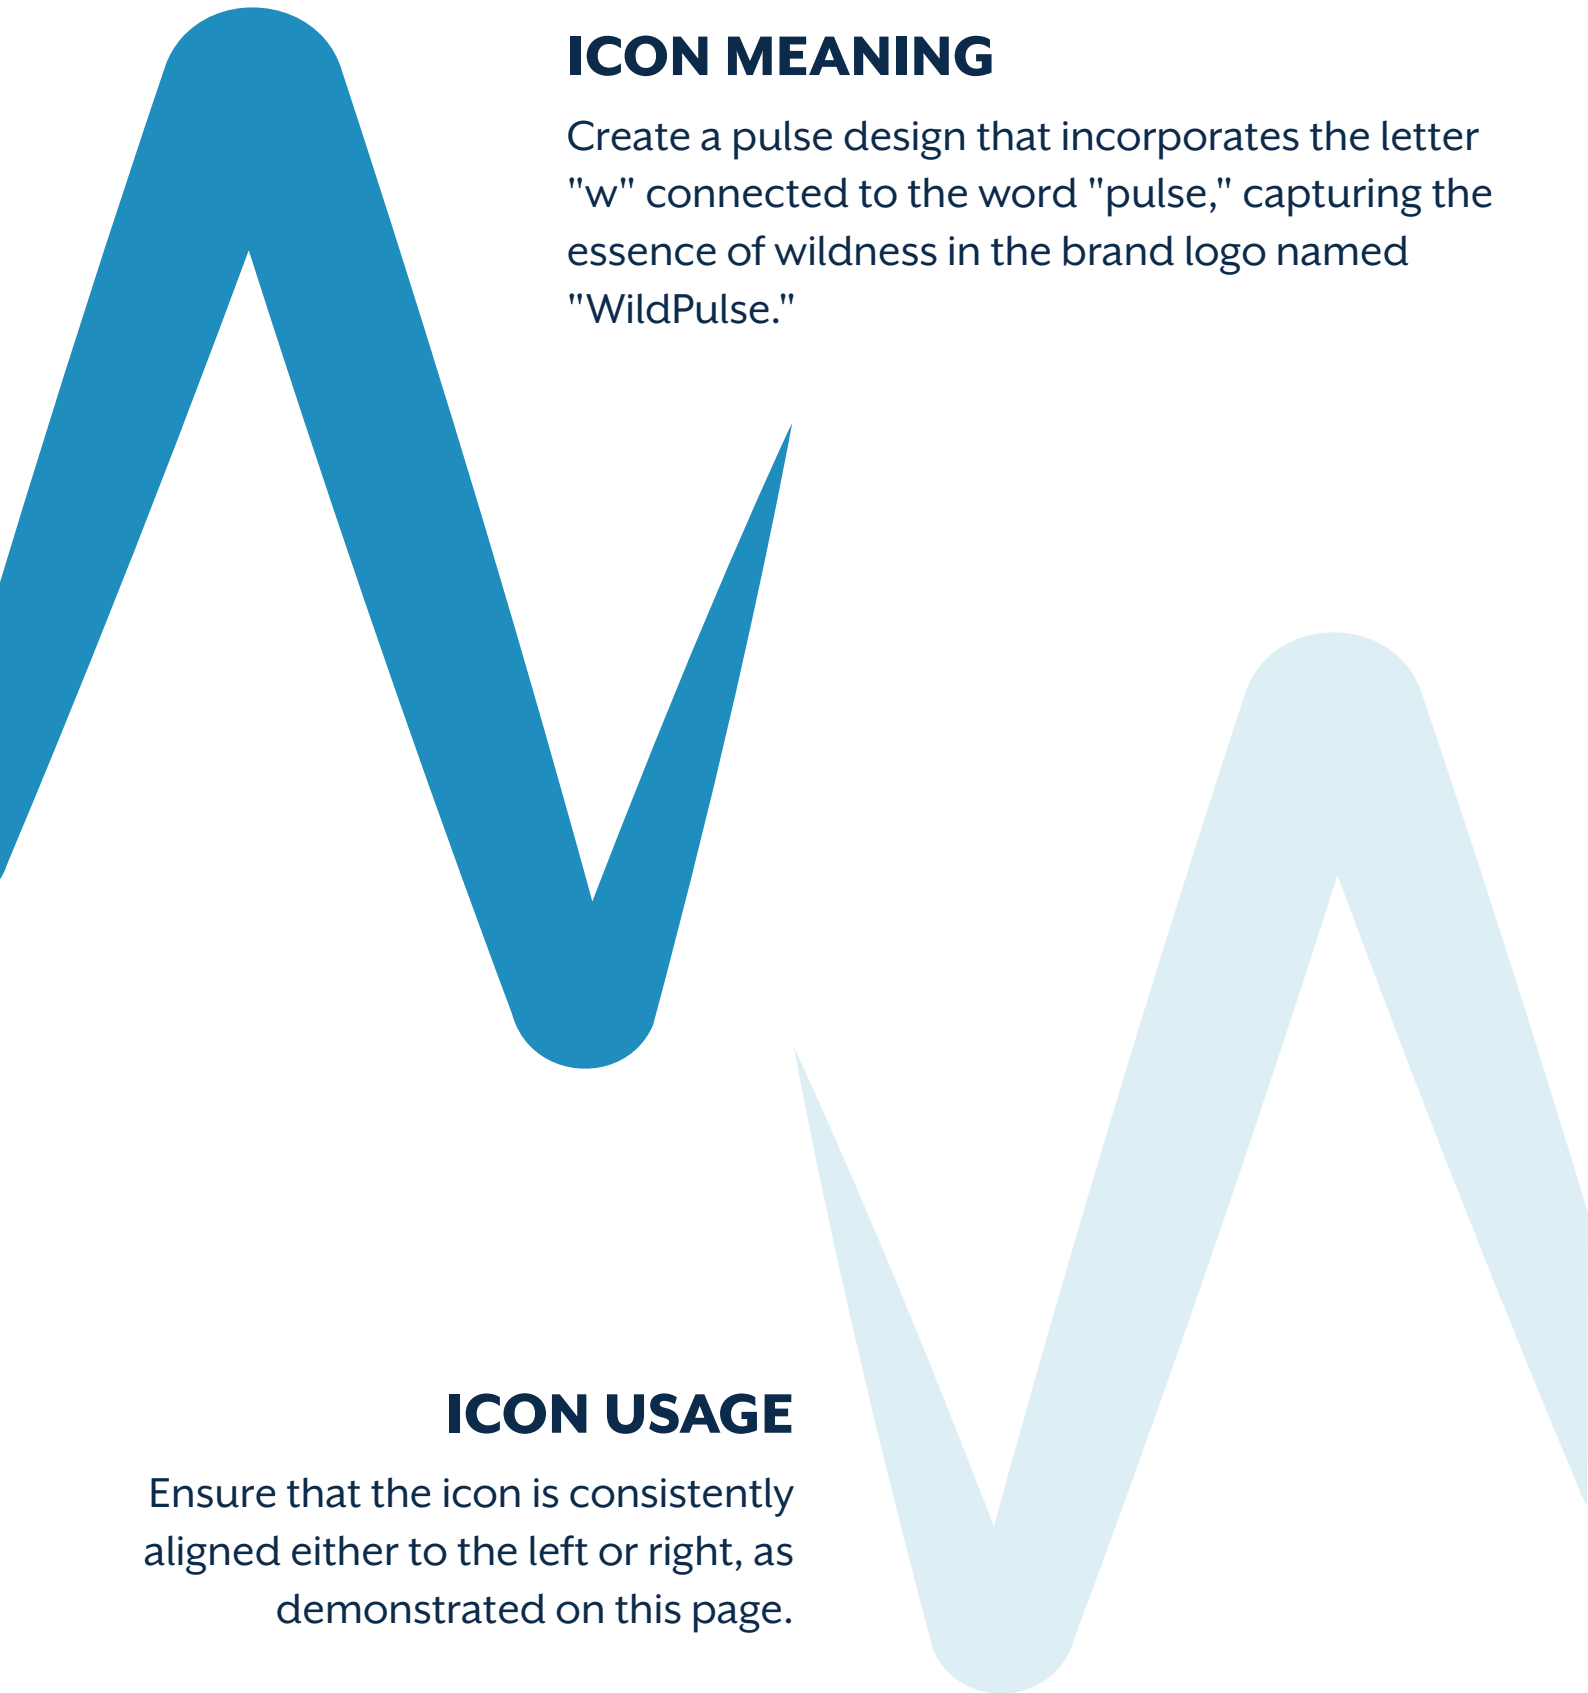 ICON MEANING
Create a pulse design that incorporates the letter
"w" connected to the word "pulse," capturing the
essence of wildness in the brand logo named
"WildPulse."
ICON USAGE
Ensure that the icon is consistently
aligned either to the left or right, as
demonstrated on this page.